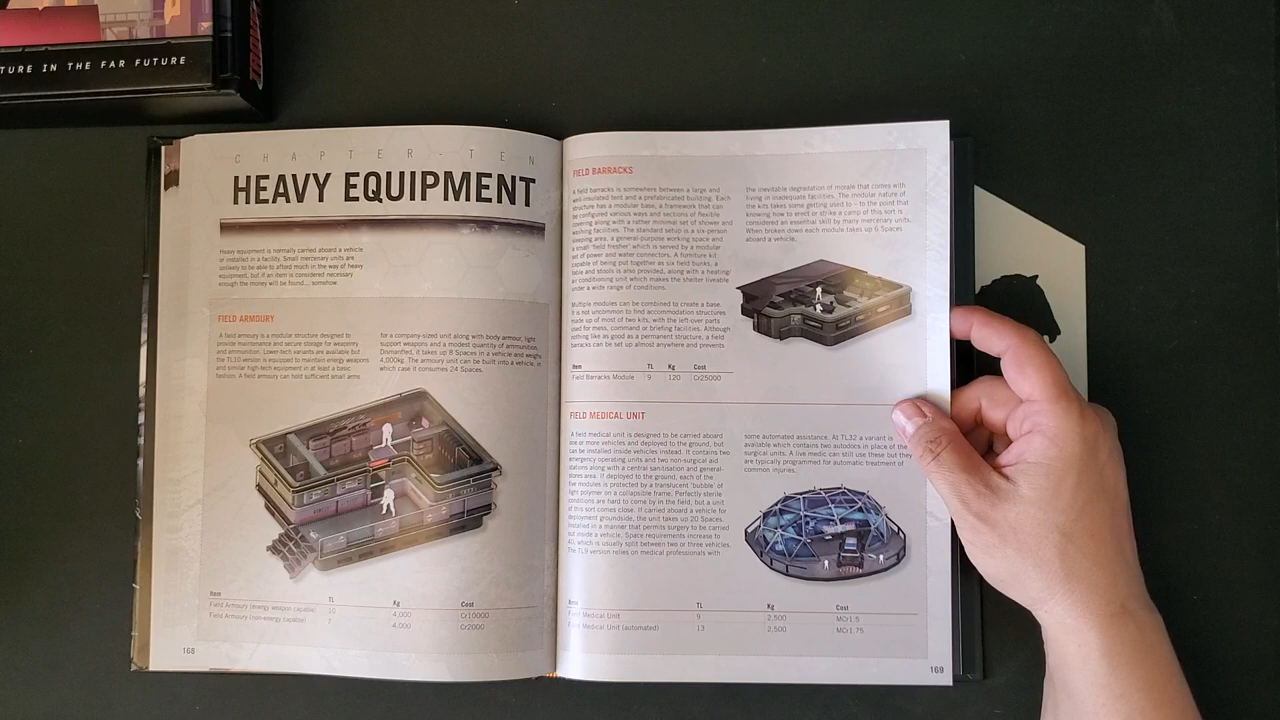 TURE IN THE FAR FUTURE
CHAPTER-TEN
HEAVY EQUIPMENT
Heavy equipment is normally carried aboard a vehicle
or installed in a facility. Small mercenary units are
unlikely to be able to afford much in the way of heavy
equipment, but if an item is considered necessary
enough the money will be found... somehow.
FIELD ARMOURY
A field armoury is a modular structure designed to
provide maintenance and secure storage for weaponry
and ammunition. Lower-tech variants are available but
the TL10 version is equipped to maintain energy weapons
and similar high-tech equipment in at least a basic
fashion. A field armoury can hold sufficient small arms
for a company-sized unit along with body armour, light
support weapons and a modest quantity of ammunition.
Dismantled, it takes up 8 Spaces in a vehicle and weighs
4,000kg. The armoury unit can be built into a vehicle, in
which case it consumes 24 Spaces.
Item TL Kg Cost
Field Armoury (energy weapon capable) 10 4,000 Cr10000
Field Armoury (non-energy capable) 7 4,000 Cr2000
168
FIELD BARRACKS
A field barracks is somewhere between a large and
well-insulated tent and a prefabricated building. Each
structure has a modular base, a framework that can
be configured various ways and sections of flexible
covering along with a rather minimal set of shower and
washing facilities. The standard setup is a six-person
sleeping area, a general-purpose working space and
a small 'field fresher' which is served by a modular
set of power and water connectors. A furniture kit
capable of being put together as six field bunks, a
table and stools is also provided, along with a heating/
air conditioning unit which makes the shelter liveable
under a wide range of conditions.
Multiple modules can be combined to create a base.
It is not uncommon to find accommodation structures
made up of most of two kits, with the left-over parts
used for mess, command or briefing facilities. Although
nothing like as good as a permanent structure, a field
barracks can be set up almost anywhere and prevents
the inevitable degradation of morale that comes with
living in inadequate facilities. The modular nature of
the kits takes some getting used to – to the point that
knowing how to erect or strike a camp of this sort is
considered an essential skill by many mercenary units.
When broken down each module takes up 6 Spaces
aboard a vehicle.
Item TL Kg Cost
Field Barracks Module 9 120 Cr25000
FIELD MEDICAL UNIT
A field medical unit is designed to be carried aboard
one or more vehicles and deployed to the ground, but
can be installed inside vehicles instead. It contains two
emergency operating units and two non-surgical aid
stations along with a central sanitisation and general-
stores area. If deployed to the ground, each of the
five modules is protected by a translucent 'bubble' of
light polymer on a collapsible frame. Perfectly sterile
conditions are hard to come by in the field, but a unit
of this sort comes close. If carried aboard a vehicle for
deployment groundside, the unit takes up 20 Spaces.
Installed in a manner that permits surgery to be carried
out inside a vehicle, Space requirements increase to
40, which is usually split between two or three vehicles.
The TL9 version relies on medical professionals with
some automated assistance. At TL32 a variant is
available which contains two autodocs in place of the
surgical units. A live medic can still use these but they
are typically programmed for automatic treatment of
common injuries.
Item TL Kg Cost
Field Medical Unit 9 2,500 MCr1.5
Field Medical Unit (automated) 13 2,500 MCr1.75
169